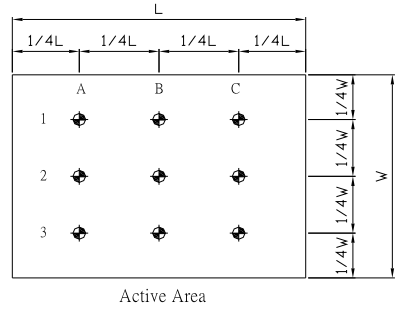 L
1/4L 1/4L 1/4L 1/4L
A B C
1
2
3
1/4W
1/4W
1/4W
1/4W
W
Active Area